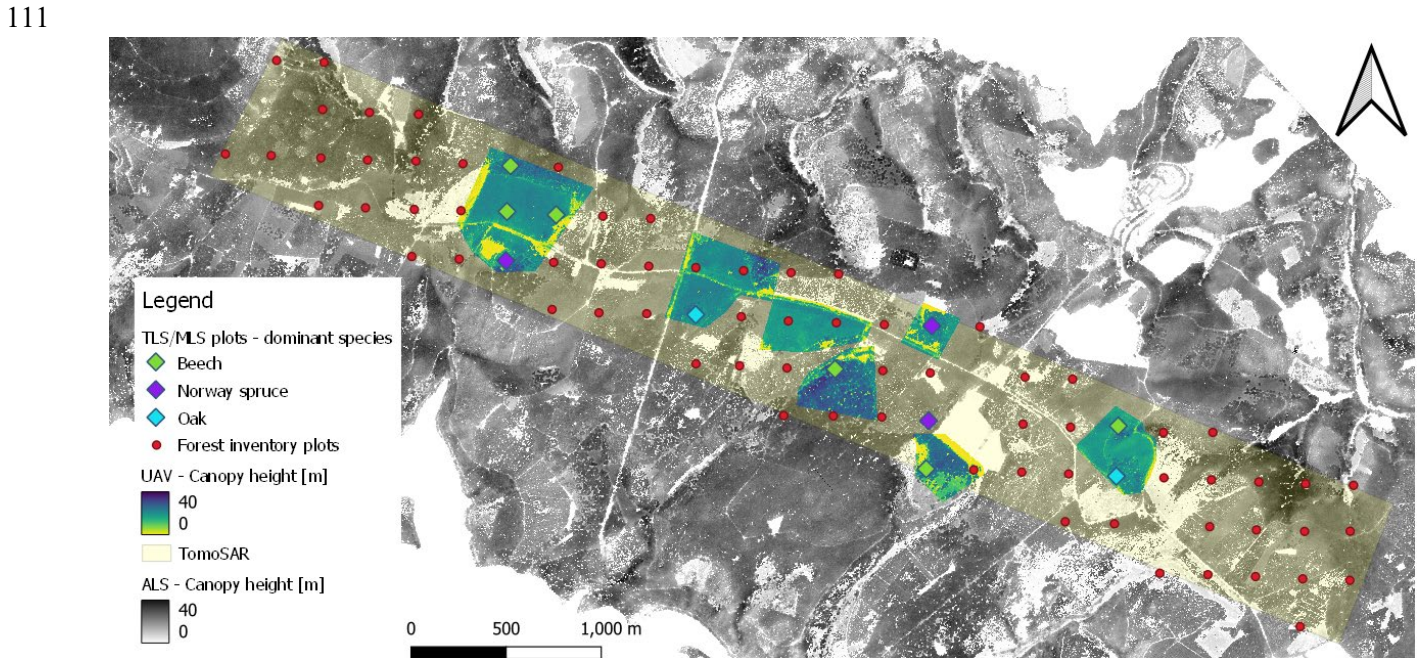 111
Legend
TLS/MLS plots - dominant species
Beech
Norway spruce
Oak
Forest inventory plots
UAV - Canopy height [m]
40
0
TomoSAR
ALS - Canopy height [m]
40
0
0 500 1,000 m